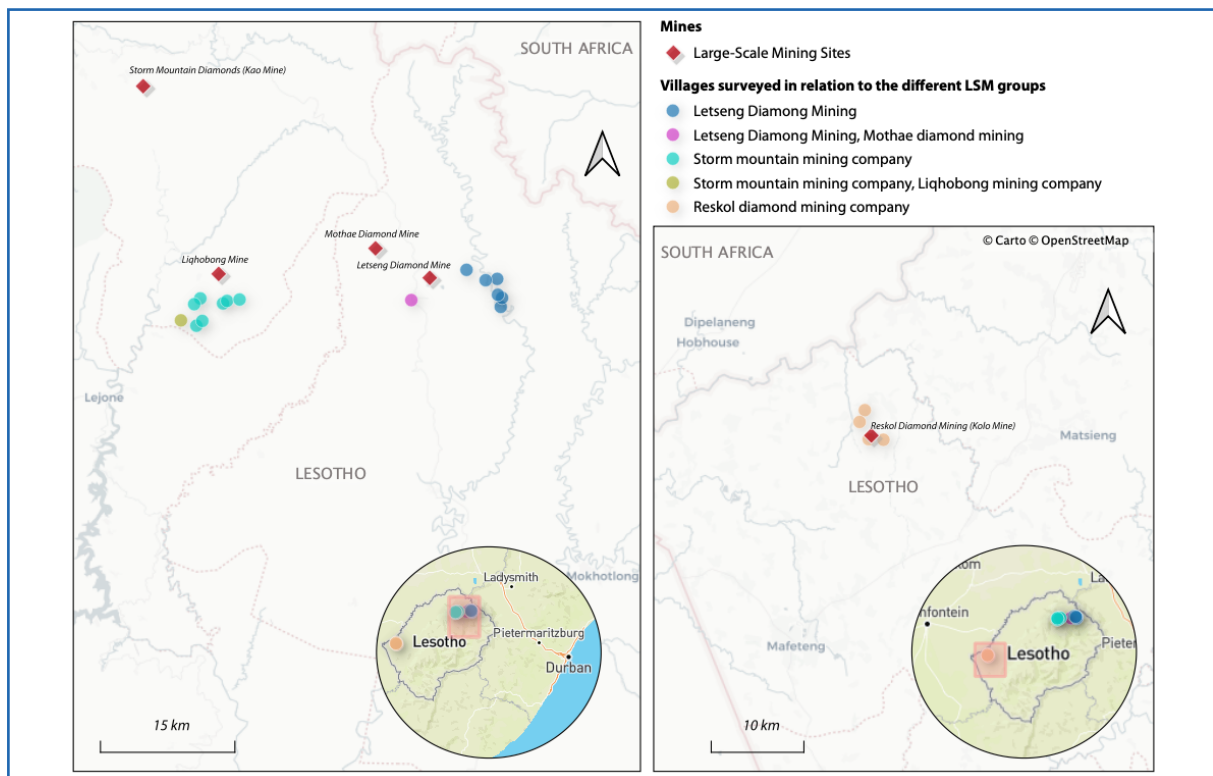 SOUTH AFRICA
Storm Mountain Diamonds (Kao Mine)
Mothae Diamond Mine
Liqhobong Mine
Letseng Diamond Mine
Lejone
LESOTHO
Mokhotlong
Ladysmith
Pietermaritzburg
Lesotho
Durban
15 km
Mines
Large-Scale Mining Sites
Villages surveyed in relation to the different LSM groups
Letseng Diamong Mining
Letseng Diamong Mining, Mothae diamond mining
Storm mountain mining company
Storm mountain mining company, Liqhobong mining company
Reskol diamond mining company
© Carto © OpenStreetMap
SOUTH AFRICA
Dipelaneng
Hobhouse
Reskol Diamond Mining (Kolo Mine)
Matsieng
LESOTHO
Mafeteng
om
La
nfontein
Pieter
Lesotho
10 km